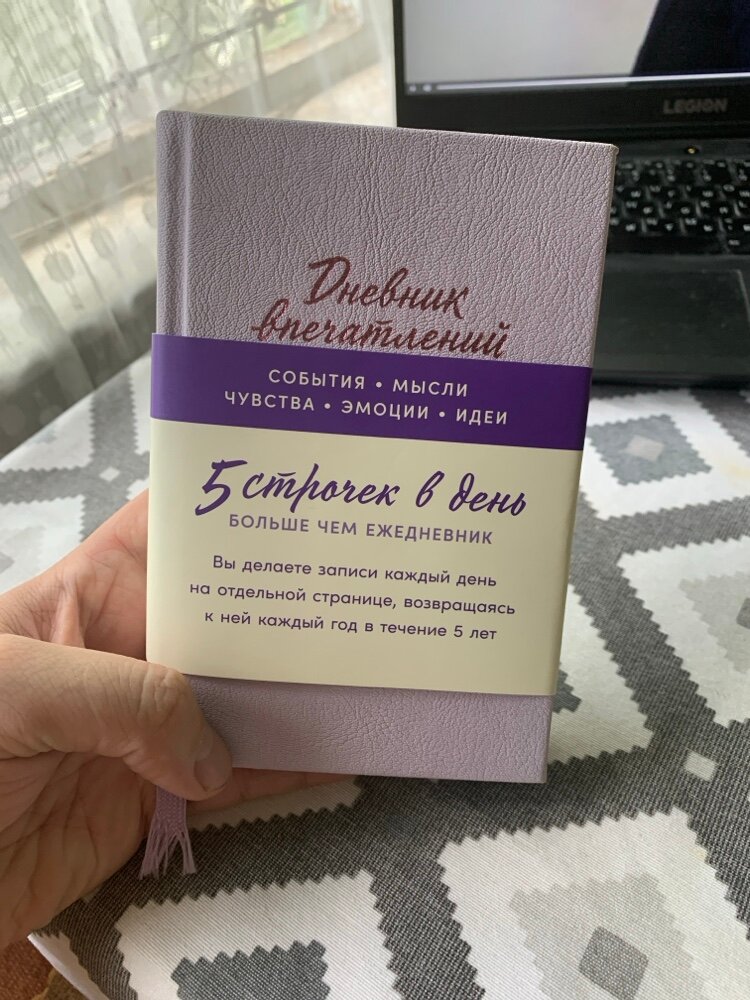 LEGION
Дневник
впечатлений
СОБЫТИЯ • МЫСЛИ
ЧУВСТВА • ЭМОЦИИ • ИДЕИ
5 строчек в день
БОЛЬШЕ ЧЕМ ЕЖЕДНЕВНИК
Вы делаете записи каждый день
на отдельной странице, возвращаясь
к ней каждый год в течение 5 лет